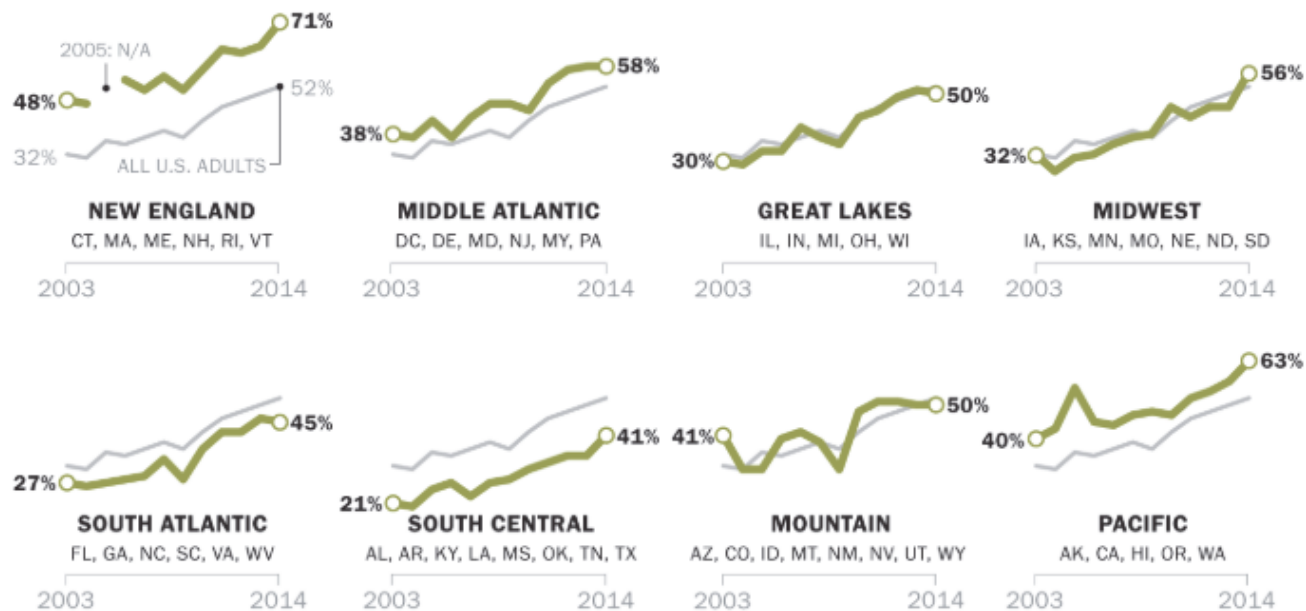 71%
2005: N/A
52%
48%
32%
ALL U.S. ADULTS
NEW ENGLAND
CT, MA, ME, NH, RI, VT
2003 2014
58%
38%
MIDDLE ATLANTIC
DC, DE, MD, NJ, MY, PA
2003 2014
50%
30%
GREAT LAKES
IL, IN, MI, OH, WI
2003 2014
56%
32%
MIDWEST
IA, KS, MN, MO, NE, ND, SD
2003 2014
45%
27%
SOUTH ATLANTIC
FL, GA, NC, SC, VA, WV
2003 2014
41%
21%
SOUTH CENTRAL
AL, AR, KY, LA, MS, OK, TN, TX
2003 2014
41%
50%
MOUNTAIN
AZ, CO, ID, MT, NM, NV, UT, WY
2003 2014
63%
40%
PACIFIC
AK, CA, HI, OR, WA
2003 2014